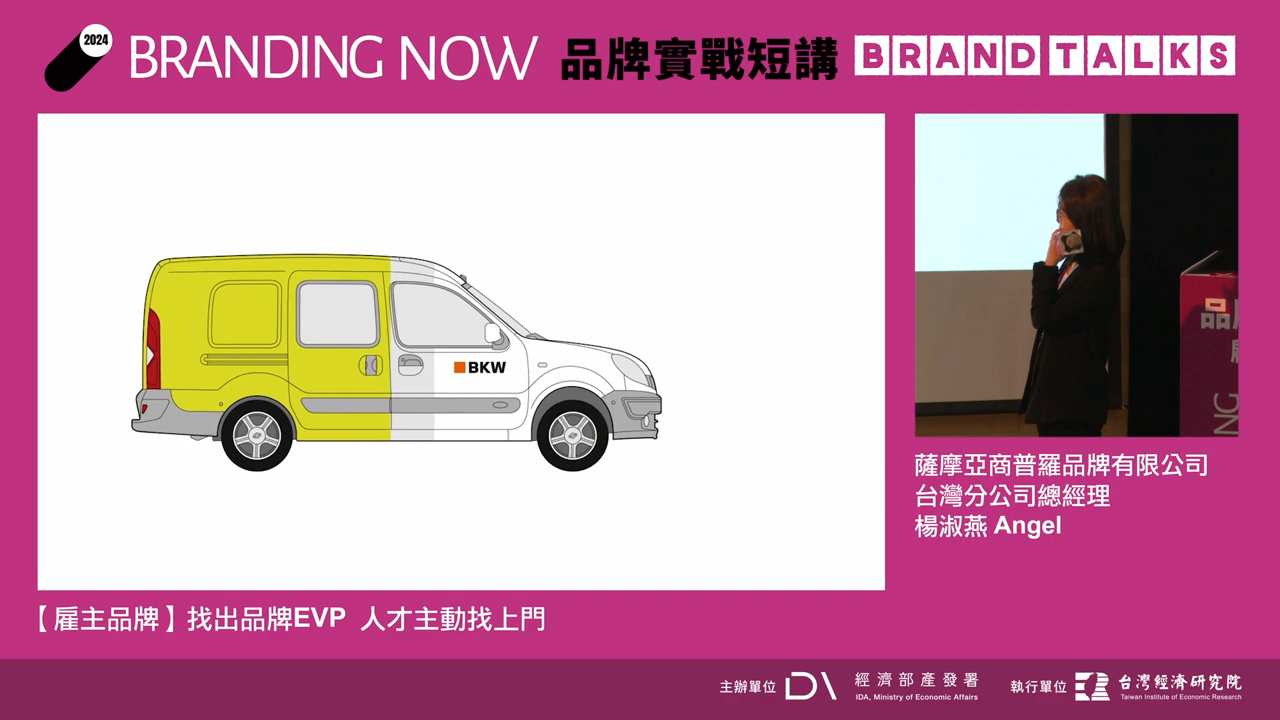 2024
BRANDING NOW 品牌實戰短講 BRAND TALKS
BKW
品
NG
薩摩亞商普羅品牌有限公司
台灣分公司總經理
楊淑燕 Angel
【雇主品牌】找出品牌EVP 人才主動找上門
主辦單位 IDA 經濟部產發署
IDA, Ministry of Economic Affairs
執行單位 台灣經濟研究院
Taiwan Institute of Economic Research